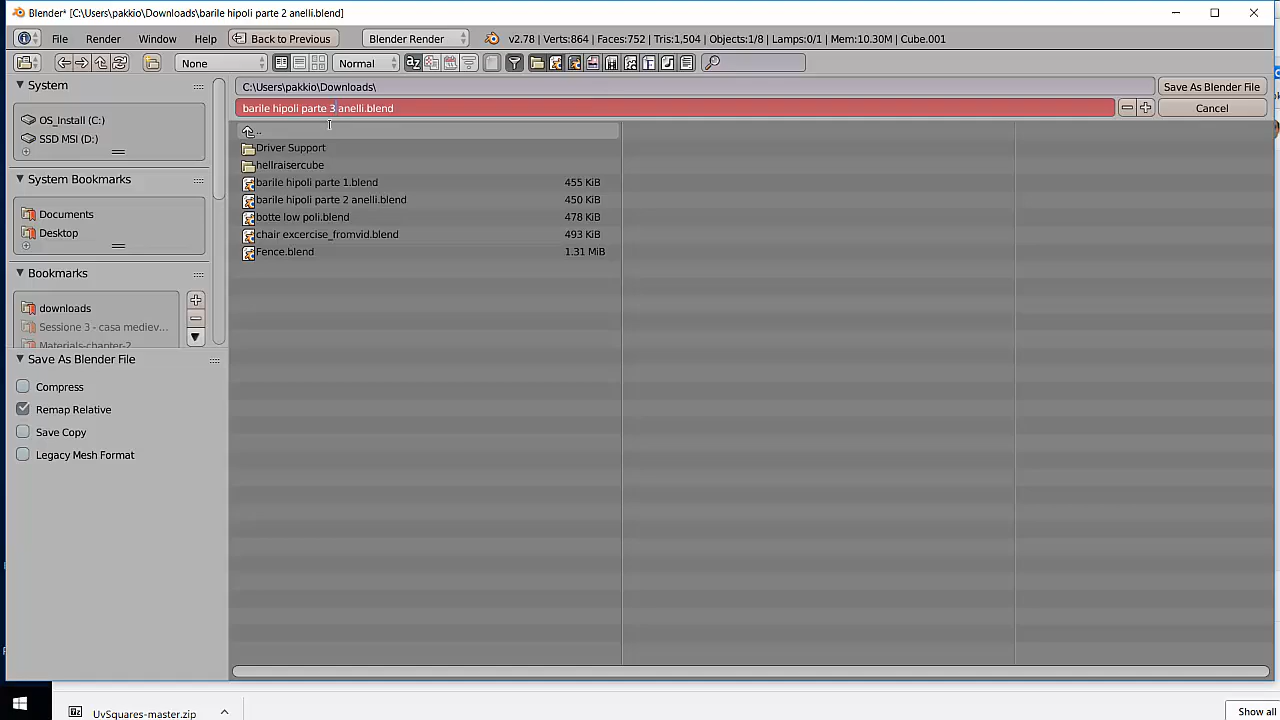 Blender* [C:\Users\pakkio\Downloads\barile hipoli parte 2 anelli.blend]
File Render Window Help Back to Previous Blender Render v2.78 | Verts:864 | Faces:752 | Tris:1,504 | Objects:1/8 | Lamps:0/1 | Mem:10.30M | Cube.001
None Normal
System
C:\Users\pakkio\Downloads\ Save As Blender File
barile hipoli parte 3 anelli.blend Cancel
OS_Install (C:)
SSD MSI (D:)
System Bookmarks
Documents
Desktop
Bookmarks
downloads
Sessione 3 - casa mediev...
Materials-chapter-2
..
Driver Support
hellraisercube
barile hipoli parte 1.blend 455 KiB
barile hipoli parte 2 anelli.blend 450 KiB
botte low poli.blend 478 KiB
chair excercise_fromvid.blend 493 KiB
Fence.blend 1.31 MiB
Save As Blender File
Compress
Remap Relative
Save Copy
Legacy Mesh Format
UvSquares-master.zip
Show all